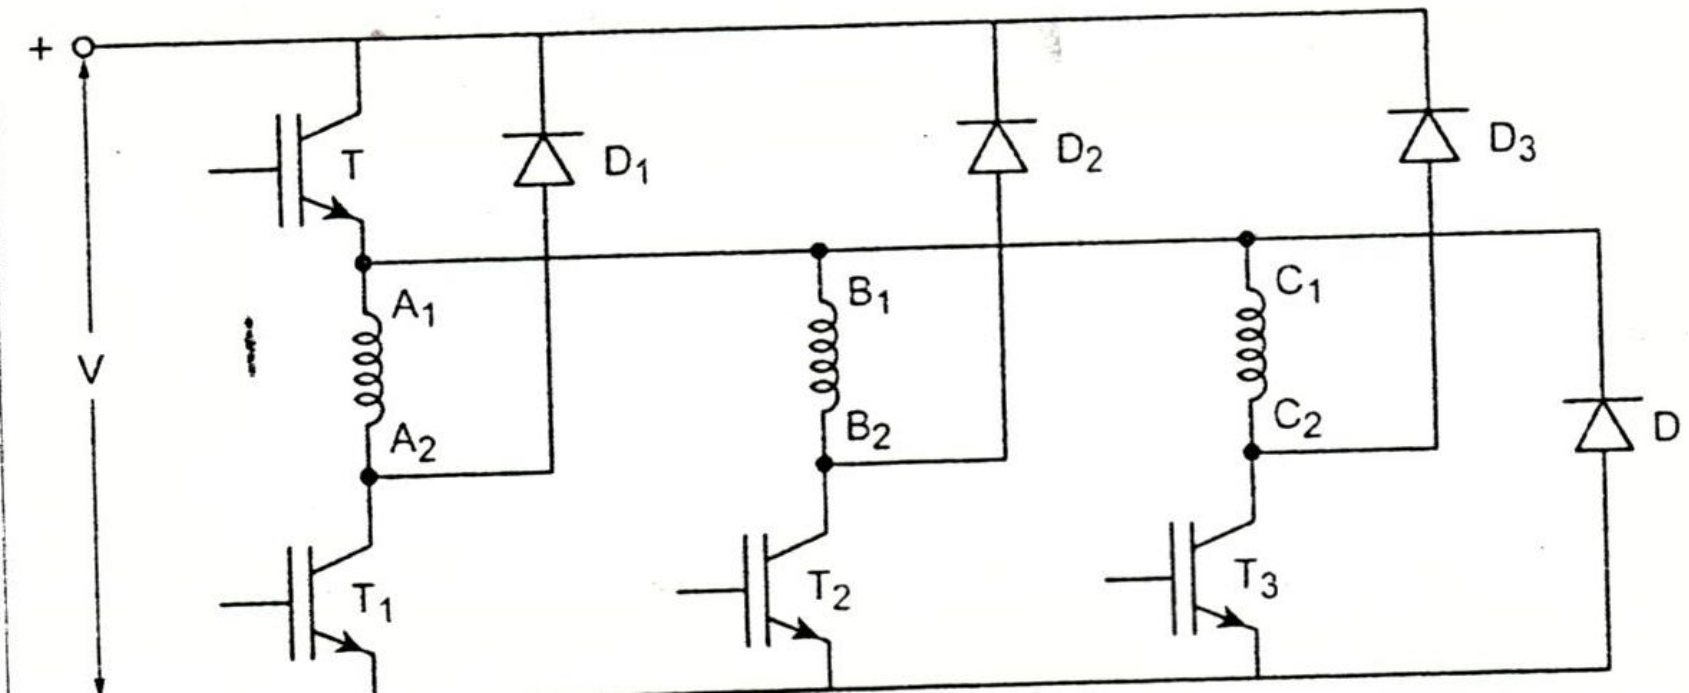 +
T
D₁
D₂
D₃
A₁
B₁
C₁
V
A₂
B₂
C₂
D
T₁
T₂
T₃